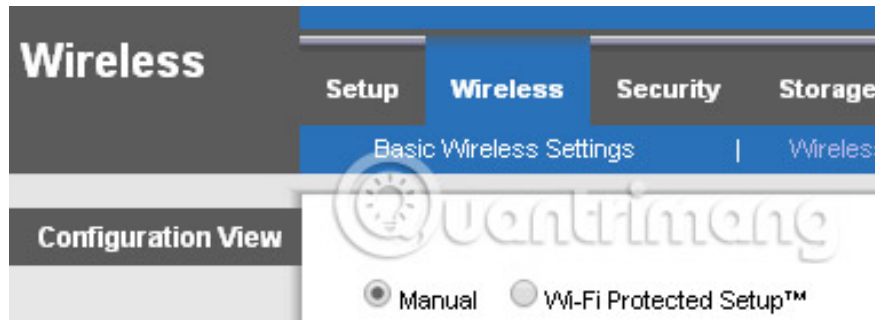 Wireless
Setup Wireless Security Storage
Basic Wireless Settings |
Quantrimang
Configuration View
Manual Wi-Fi Protected Setup™